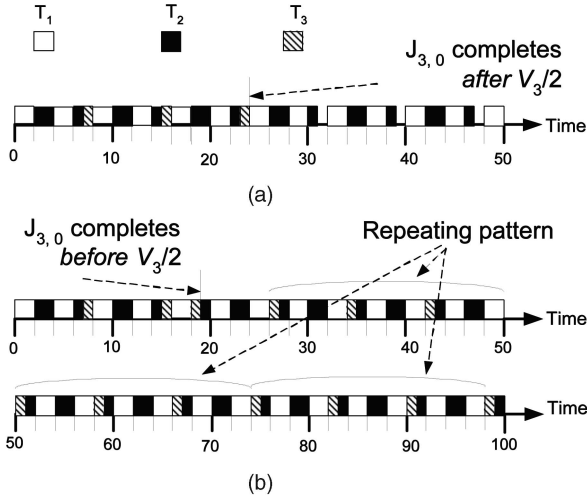 T1 T2 T3
J3, 0 completes
after V3/2
Time
0 10 20 30 40 50
(a)
J3, 0 completes
before V3/2
Repeating pattern
Time
0 10 20 30 40 50
Time
50 60 70 80 90 100
(b)